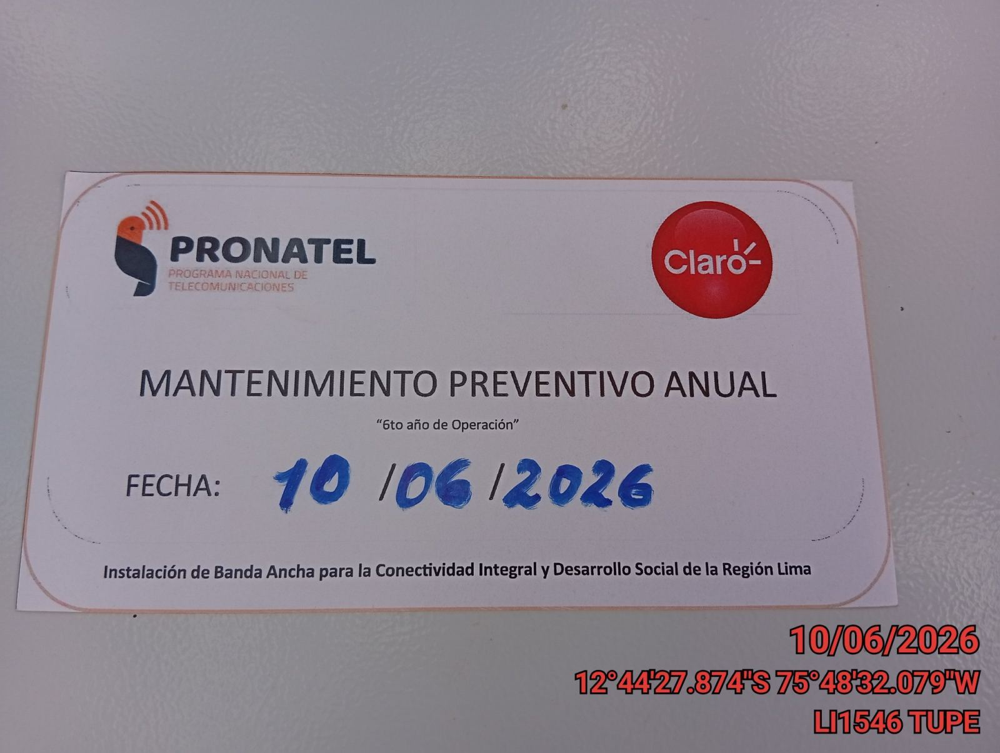 PRONATEL
PROGRAMA NACIONAL DE
TELECOMUNICACIONES
Claro
MANTENIMIENTO PREVENTIVO ANUAL
“6to año de Operación”
FECHA: 10 /06 /2026
Instalación de Banda Ancha para la Conectividad Integral y Desarrollo Social de la Región Lima
10/06/2026
12°44'27.874"S 75°48'32.079"W
LI1546 TUPE